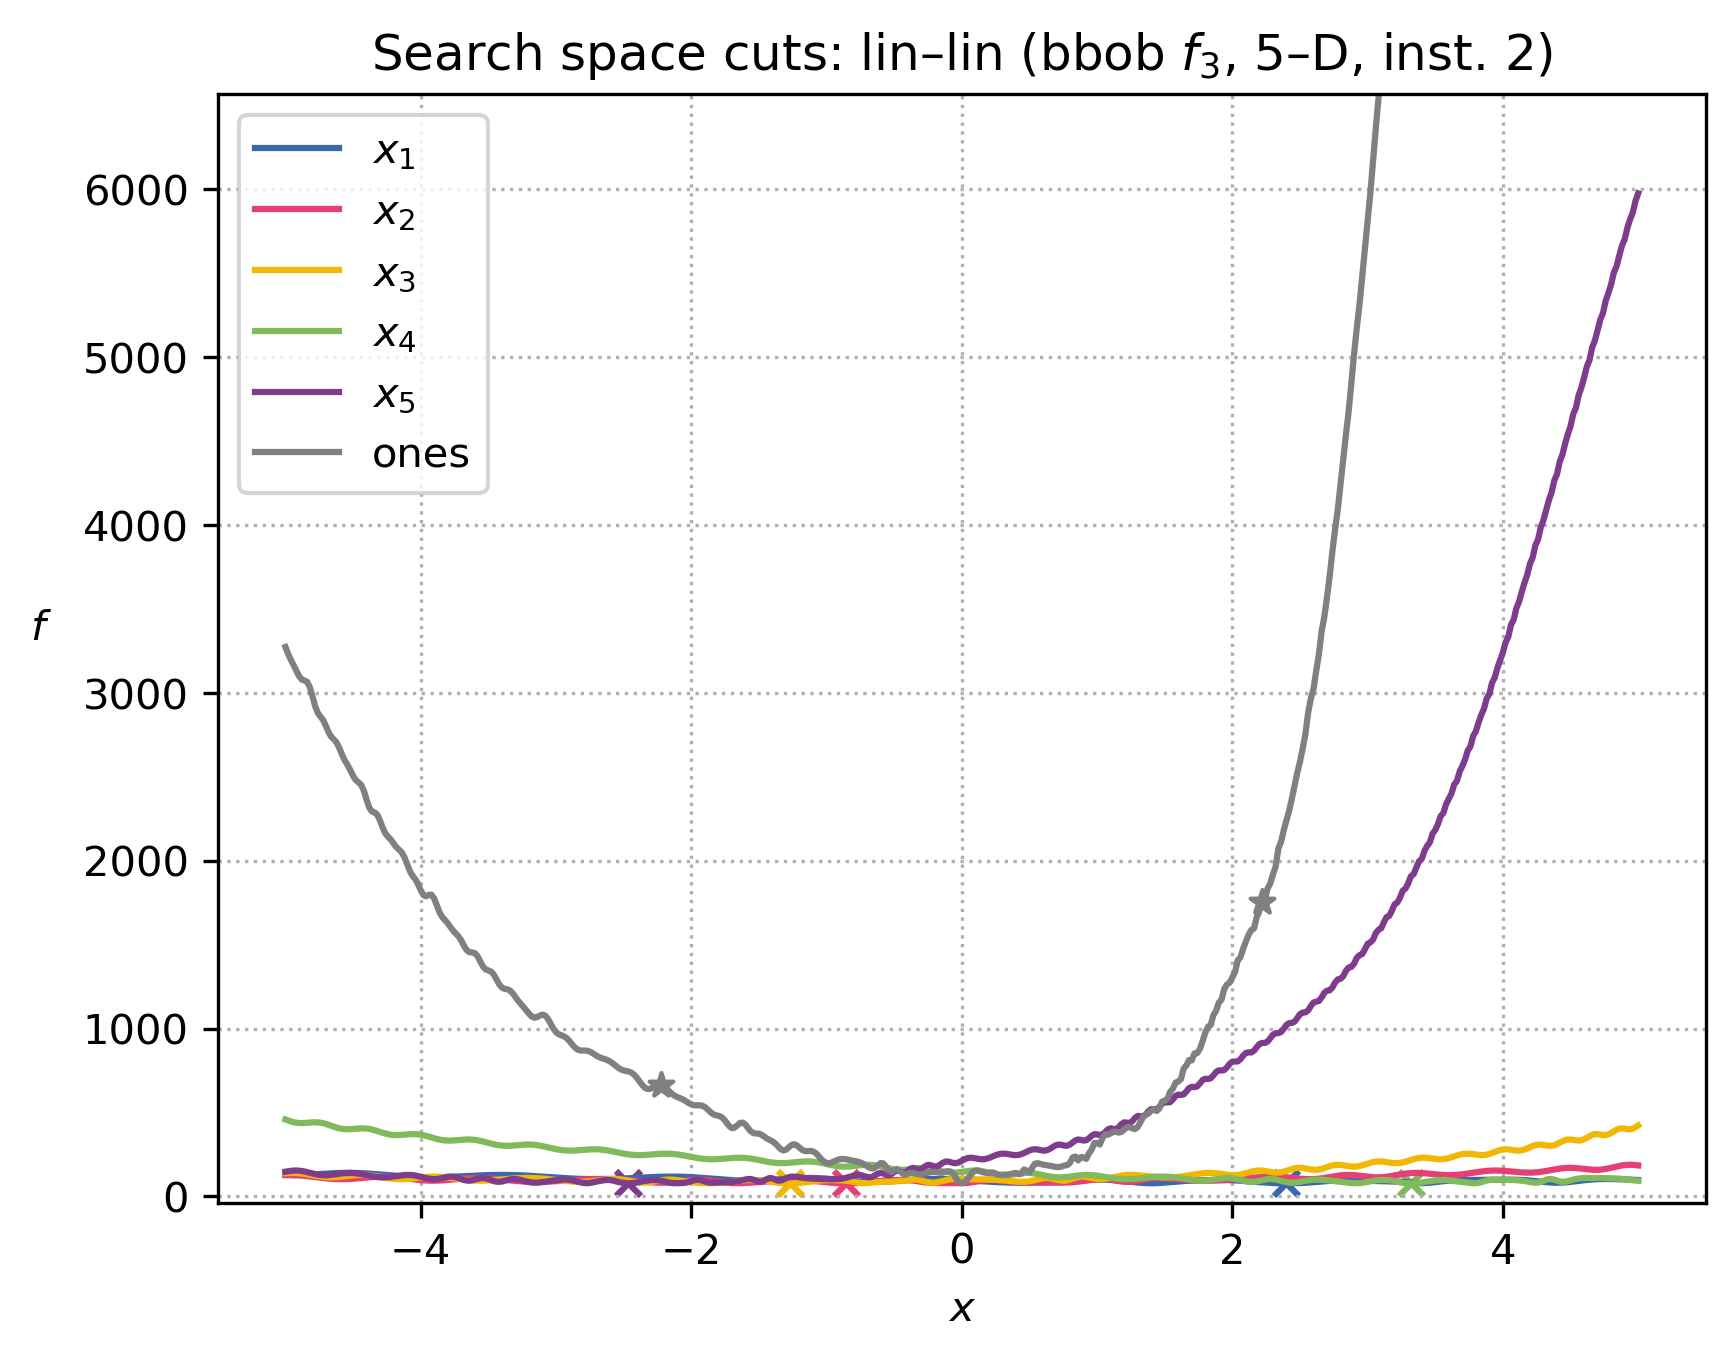 Search space cuts: lin–lin (bbob f₃, 5–D, inst. 2)
x₁
x₂
x₃
x₄
x₅
ones
6000
5000
4000
3000
2000
1000
0
f
−4 −2 0 2 4
x